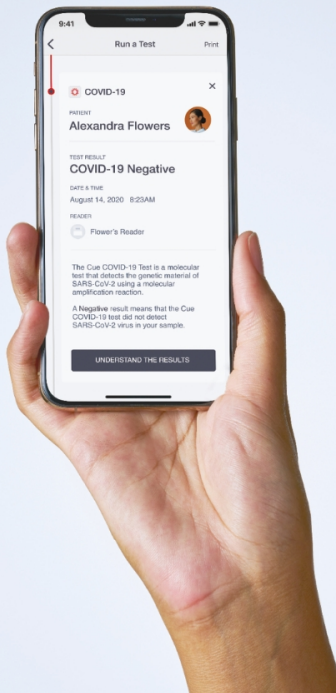 9:41
Run a Test
Print
COVID-19
PATIENT
Alexandra Flowers
TEST RESULT
COVID-19 Negative
DATE & TIME
August 14, 2020 8:23AM
READER
Flower's Reader
The Cue COVID-19 Test is a molecular
test that detects the genetic material of
SARS-CoV-2 using a molecular
amplification reaction.
A Negative result means that the Cue
COVID-19 test did not detect
SARS-CoV-2 virus in your sample.
UNDERSTAND THE RESULTS